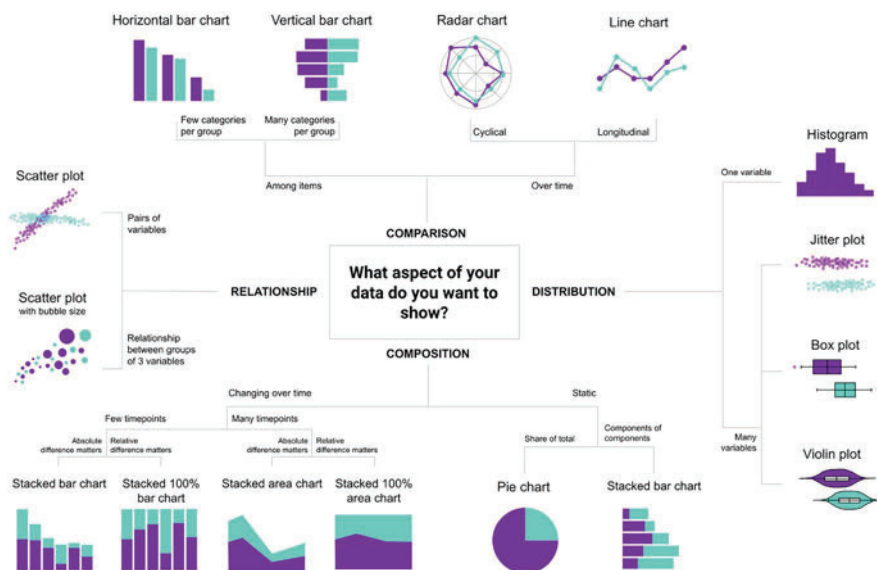 Horizontal bar chart
Vertical bar chart
Radar chart
Line chart
Few categories
per group
Many categories
per group
Cyclical
Longitudinal
Among items
Over time
COMPARISON
Scatter plot
Pairs of
variables
Scatter plot
with bubble size
Relationship
between groups
of 3 variables
RELATIONSHIP
What aspect of your
data do you want to
show?
DISTRIBUTION
One variable
Histogram
Jitter plot
Box plot
Many
variables
Violin plot
COMPOSITION
Changing over time
Static
Few timepoints
Many timepoints
Absolute
difference matters
Relative
difference matters
Absolute
difference matters
Relative
difference matters
Share of total
Components of
components
Stacked bar chart
Stacked 100%
bar chart
Stacked area chart
Stacked 100%
area chart
Pie chart
Stacked bar chart